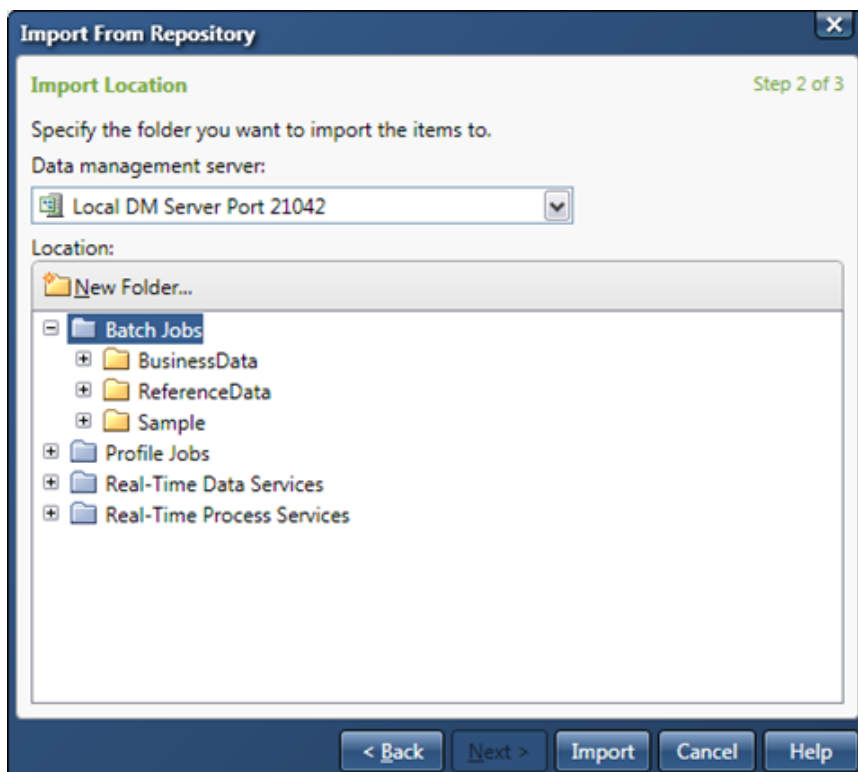 Import From Repository
Import Location
Step 2 of 3
Specify the folder you want to import the items to.
Data management server:
Local DM Server Port 21042
Location:
New Folder...
Batch Jobs
BusinessData
ReferenceData
Sample
Profile Jobs
Real-Time Data Services
Real-Time Process Services
< Back Next > Import Cancel Help